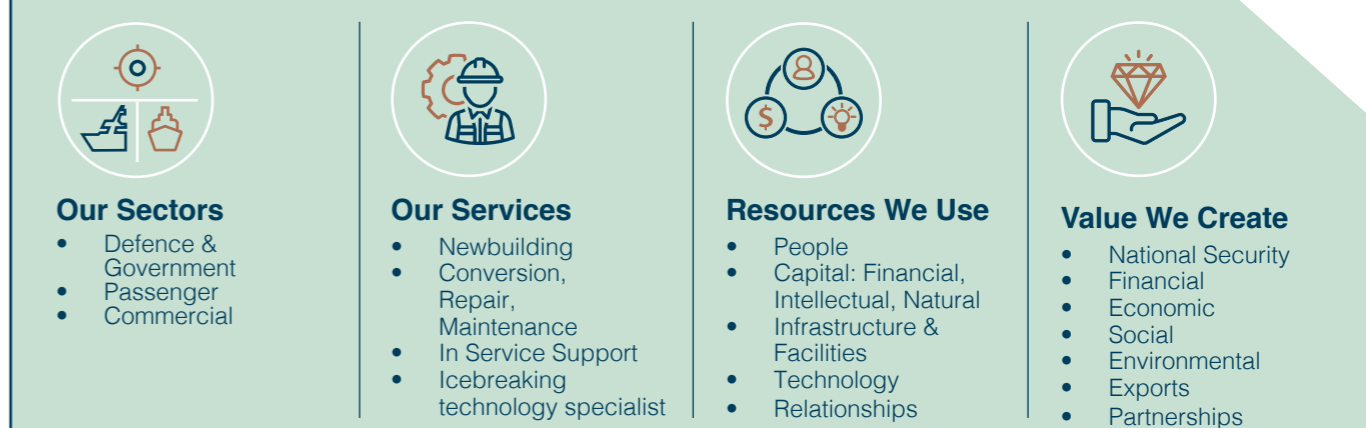 Our Sectors
• Defence &
Government
• Passenger
• Commercial
Our Services
• Newbuilding
• Conversion,
Repair,
Maintenance
• In Service Support
• Icebreaking
technology specialist
$
Resources We Use
• People
• Capital: Financial,
Intellectual, Natural
• Infrastructure &
Facilities
• Technology
• Relationships
Value We Create
• National Security
• Financial
• Economic
• Social
• Environmental
• Exports
• Partnerships